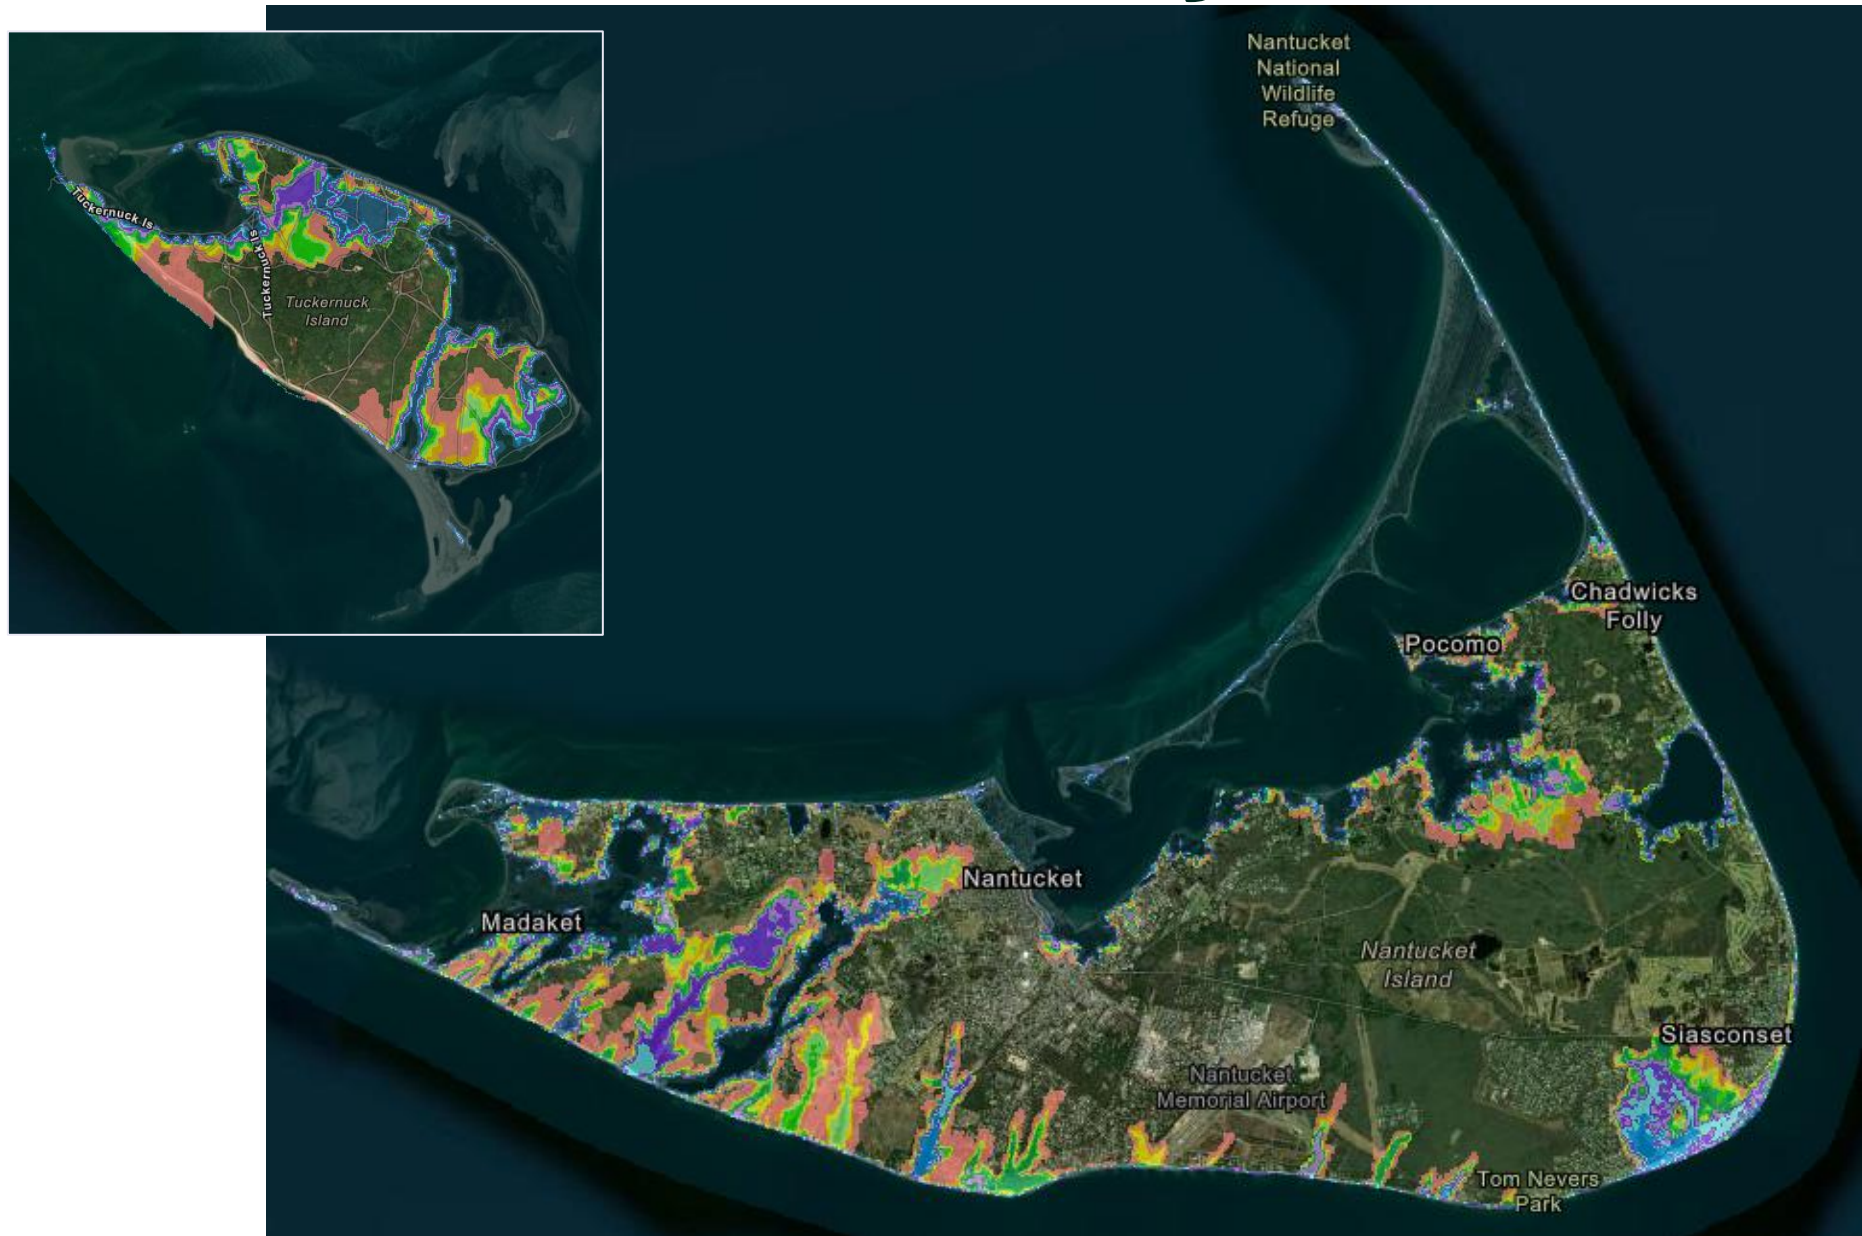 Nantucket
National
Wildlife
Refuge
Tuckernuck Is
Tuckernuck Is
Tuckernuck
Island
Chadwicks
Folly
Pocomo
Nantucket
Madaket
Nantucket
Island
Siasconset
Nantucket
Memorial Airport
Tom Nevers
Park